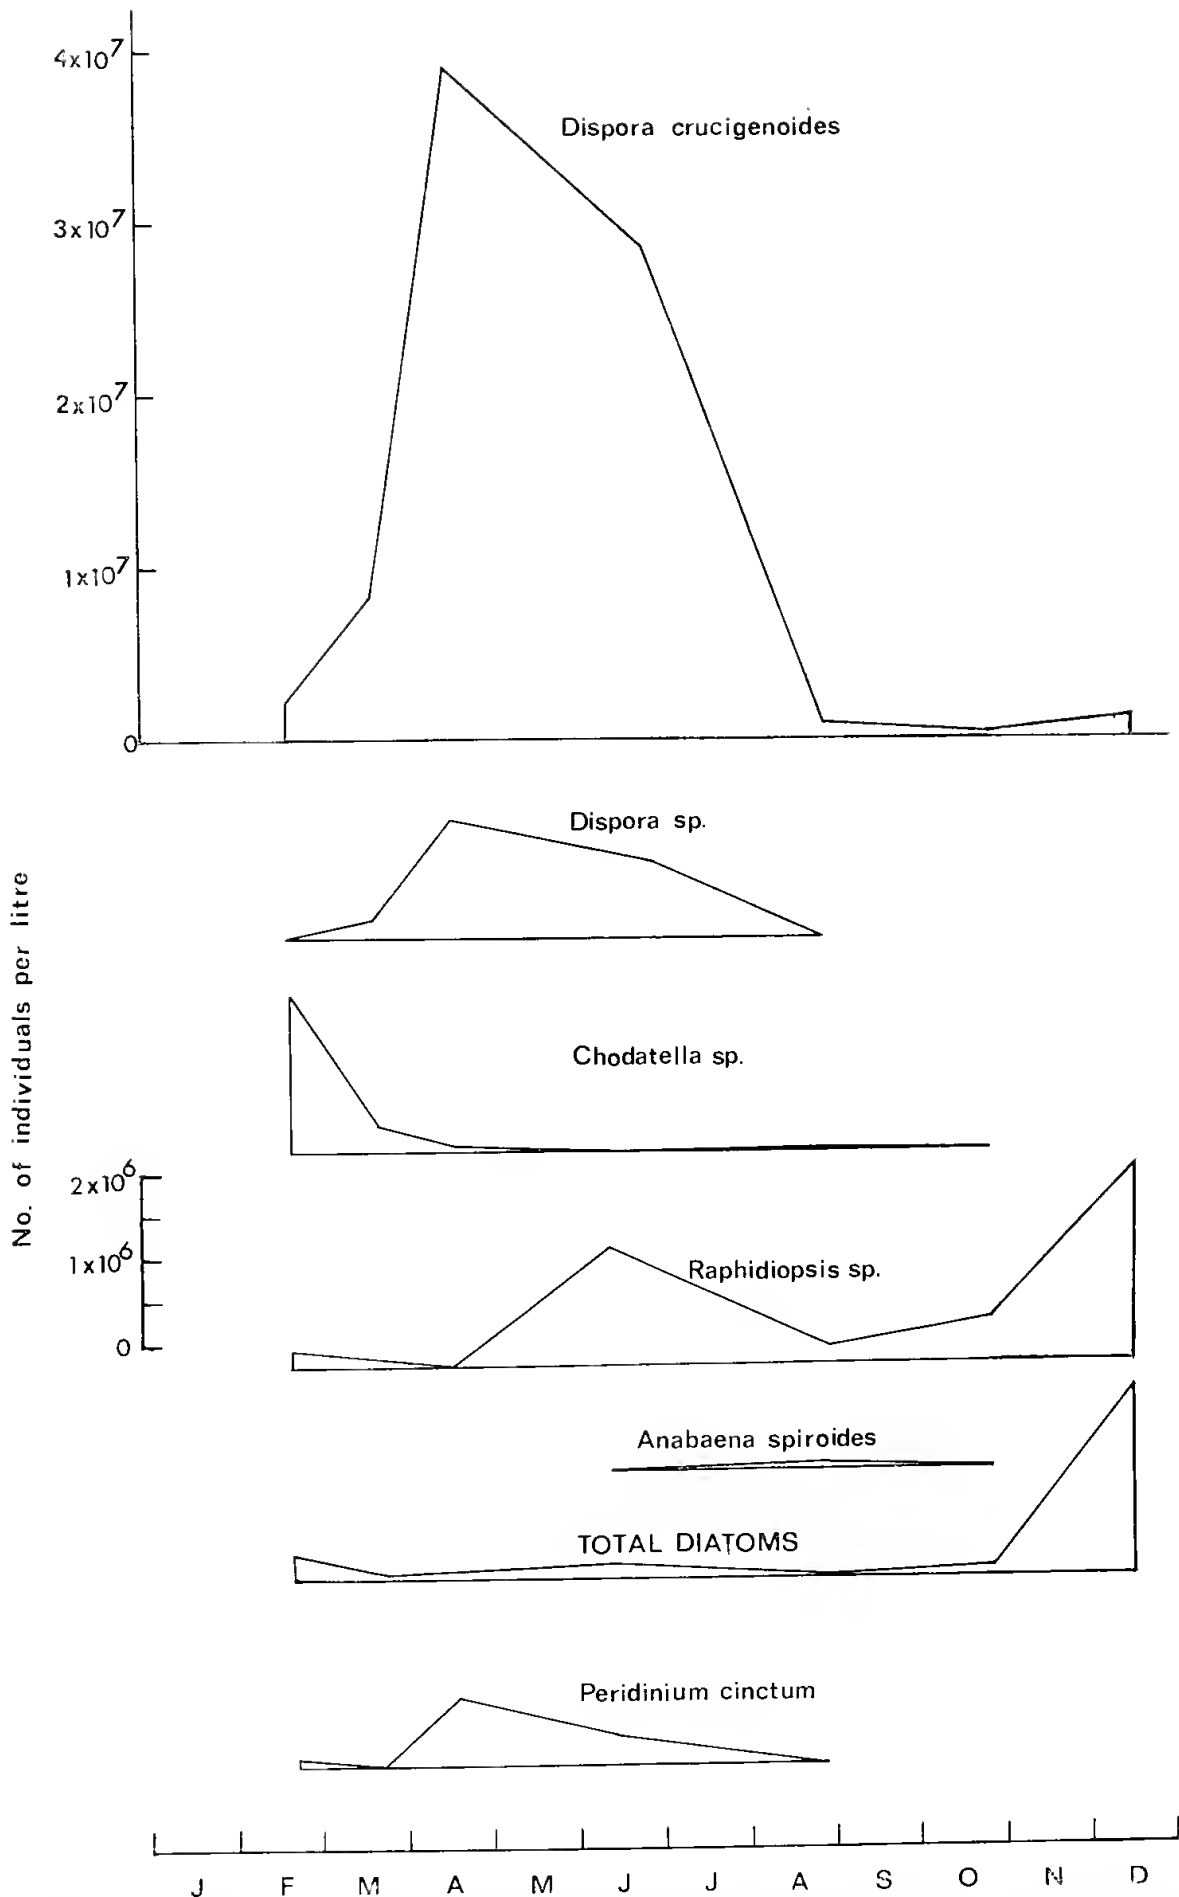 4x10⁷
Dispora crucigenoides
3x10⁷
2x10⁷
1x10⁷
0
Dispora sp.
No. of individuals per litre
Chodatella sp.
2x10⁶
1x10⁶
Raphidiopsis sp.
0
Anabaena spiroides
TOTAL DIATOMS
Peridinium cinctum
J F M A M J J A S O N D